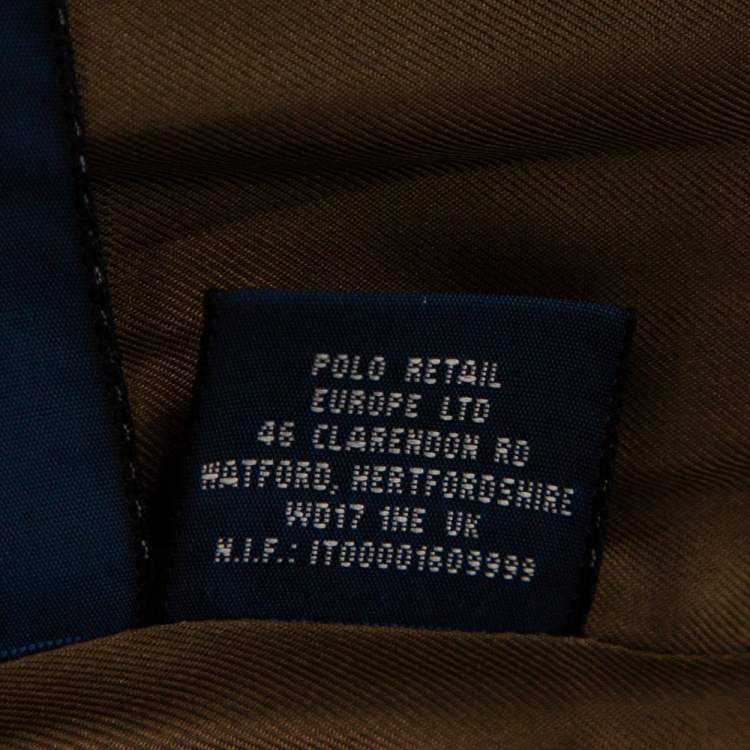 POLO RETAIL
EUROPE LTD
46 CLARENDON RD
WATFORD, HERTFORDSHIRE
WD17 1HE UK
N.I.F.: IT00001609999